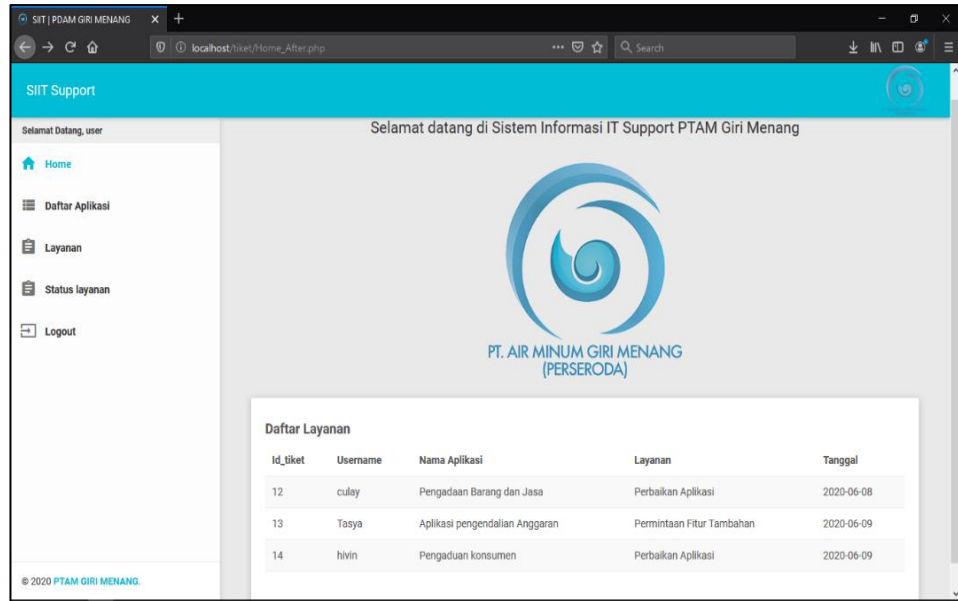 SIIT | PDAM GIRI MENANG
localhost/tiket/Home_After.php
Search
SIIT Support
Selamat Datang, user
Home
Daftar Aplikasi
Layanan
Status layanan
Logout
© 2020 PTAM GIRI MENANG.
Selamat datang di Sistem Informasi IT Support PTAM Giri Menang
PT. AIR MINUM GIRI MENANG
(PERSERODA)
Daftar Layanan
Id_tiket Username Nama Aplikasi Layanan Tanggal
12 culay Pengadaan Barang dan Jasa Perbaikan Aplikasi 2020-06-08
13 Tasya Aplikasi pengendalian Anggaran Permintaan Fitur Tambahan 2020-06-09
14 hivin Pengaduan konsumen Perbaikan Aplikasi 2020-06-09